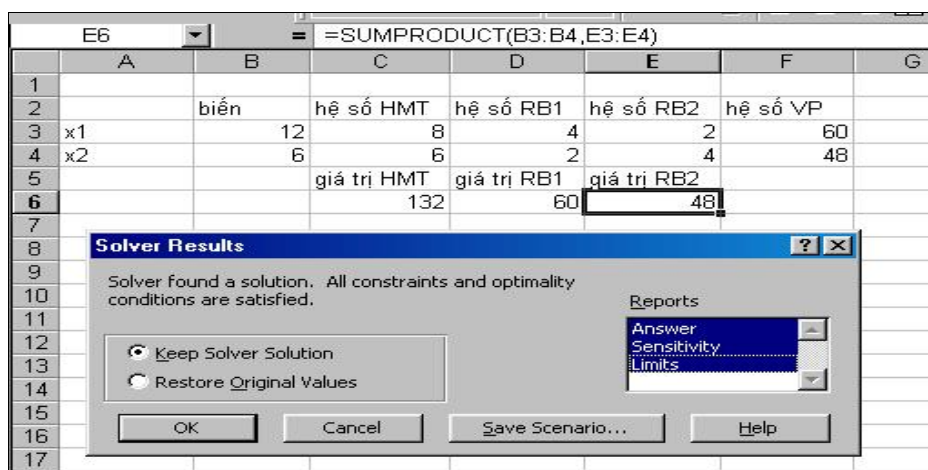 E6 = =SUMPRODUCT(B3:B4,E3:E4)
A B C D E F G
1
2 biến hệ số HMT hệ số RB1 hệ số RB2 hệ số VP
3 x1 12 8 4 2 60
4 x2 6 6 2 4 48
5 giá trị HMT giá trị RB1 giá trị RB2
6 132 60 48
7
8
9
10
11
12
13
14
15
16
17
Solver Results
Solver found a solution. All constraints and optimality
conditions are satisfied.
Reports
Answer
Sensitivity
Limits
Keep Solver Solution
Restore Original Values
OK Cancel Save Scenario... Help